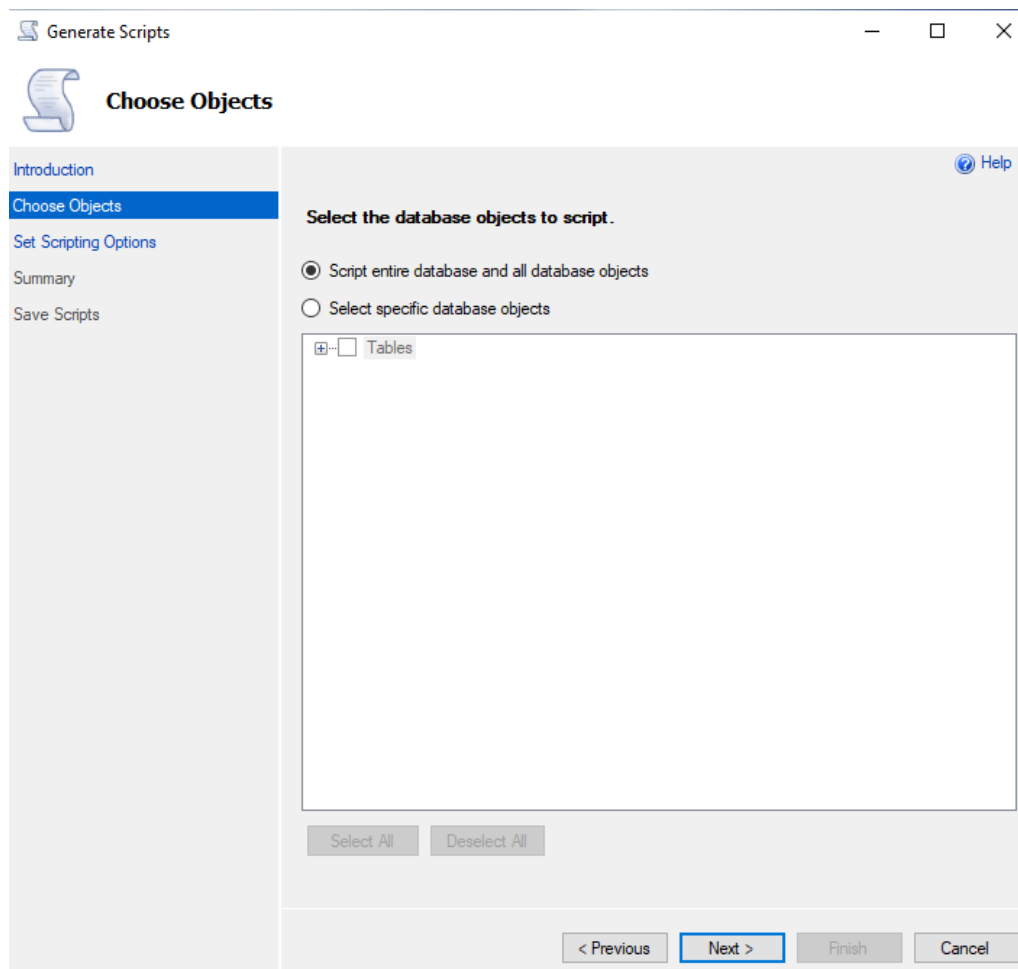 Generate Scripts
Choose Objects
Introduction
Help
Choose Objects
Select the database objects to script.
Set Scripting Options
Script entire database and all database objects
Summary
Select specific database objects
Save Scripts
Tables
Select All
Deselect All
< Previous
Next >
Finish
Cancel